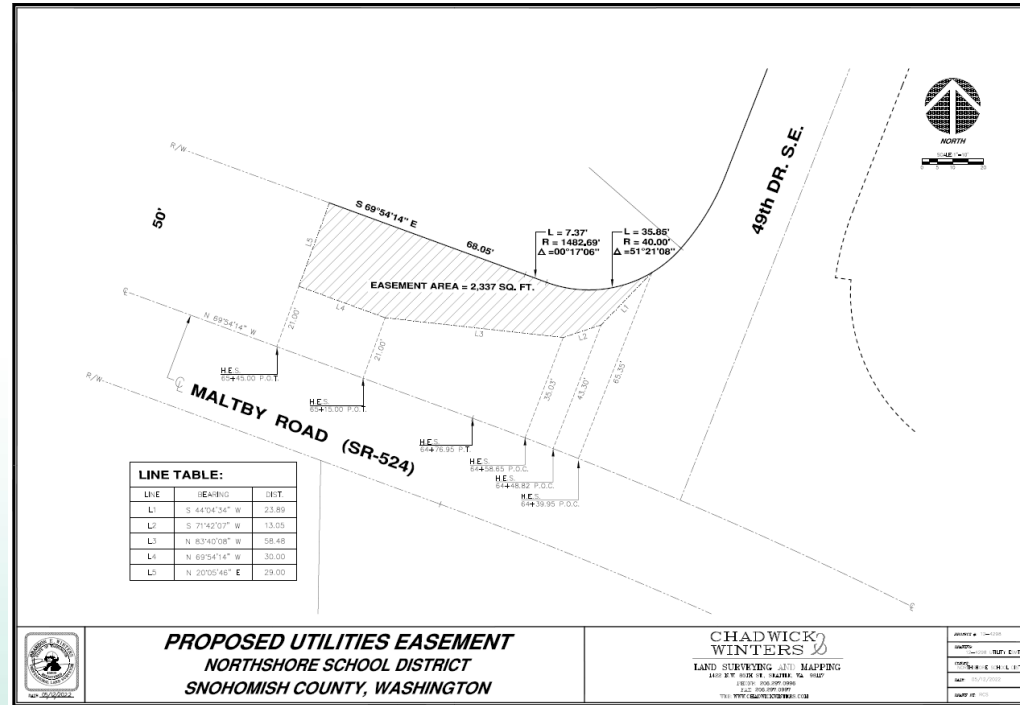 R/W
50'
S 69°54'14" E
68.05'
L = 7.37'
R = 1482.69'
Δ =00°17'06"
L = 35.85'
R = 40.00'
Δ =51°21'08"
49th DR. S.E.
NORTH
L5
EASEMENT AREA = 2,337 SQ. FT.
L1
L4
L3
L2
℄
N 69°54'14" W
21.00'
21.00'
35.03'
43.30'
65.35'
H.E.S.
65+45.00 P.O.T.
H.E.S.
65+15.00 P.O.T.
R/W
℄ MALTBY ROAD (SR-524)
H.E.S.
64+76.95 P.T.
H.E.S.
64+58.65 P.O.C.
H.E.S.
64+48.82 P.O.C.
H.E.S.
64+39.95 P.O.C.
LINE TABLE:
LINE BEARING DIST.
L1 S 44°04'34" W 23.89
L2 S 71°42'07" W 13.05
L3 N 83°40'08" W 58.48
L4 N 69°54'14" W 30.00
L5 N 20°05'46" E 29.00
PROPOSED UTILITIES EASEMENT
NORTHSHORE SCHOOL DISTRICT
SNOHOMISH COUNTY, WASHINGTON
CHADWICK &
WINTERS
LAND SURVEYING AND MAPPING